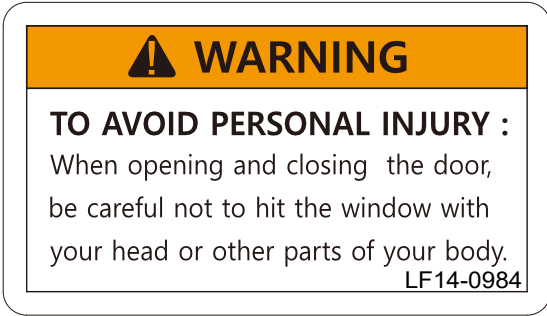 WARNING
TO AVOID PERSONAL INJURY :
When opening and closing  the door,
be careful not to hit the window with
your head or other parts of your body.
LF14-0984